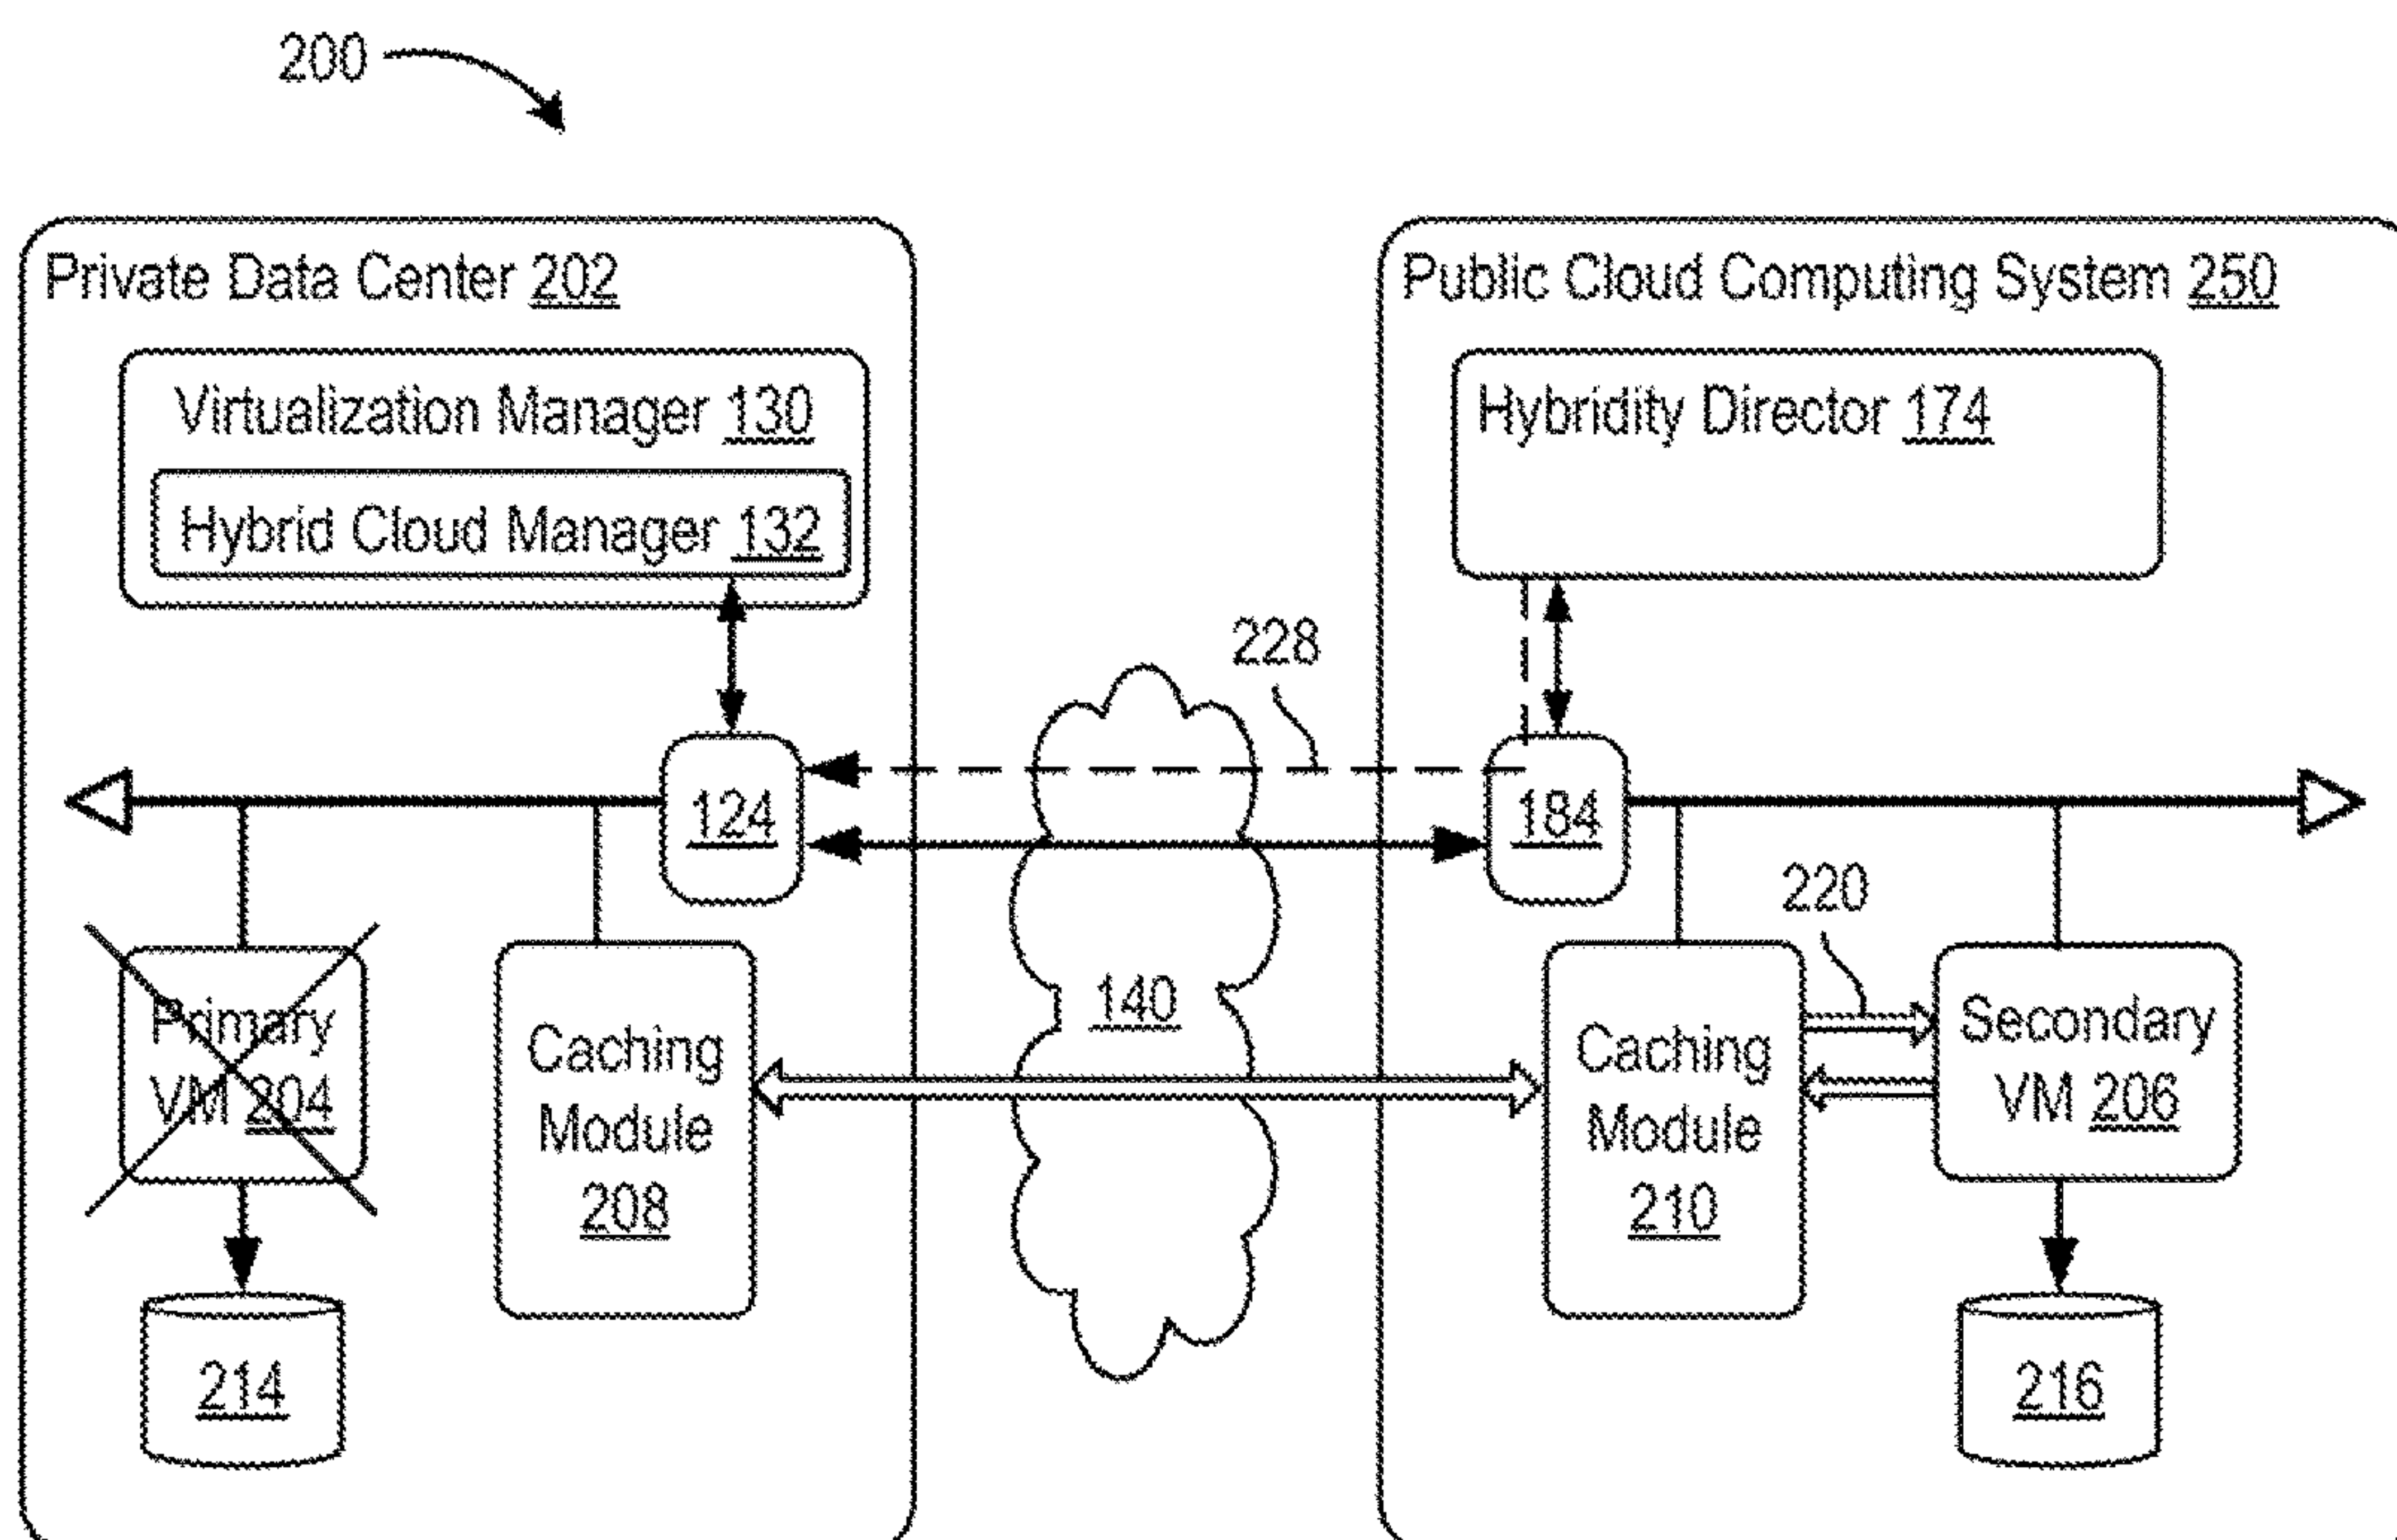 200
Private Data Center 202
Virtualization Manager 130
Hybrid Cloud Manager 132
124
Primary
VM 204
214
Caching
Module
208
228
140
Public Cloud Computing System 250
Hybridity Director 174
184
220
Caching
Module
210
Secondary
VM 206
216